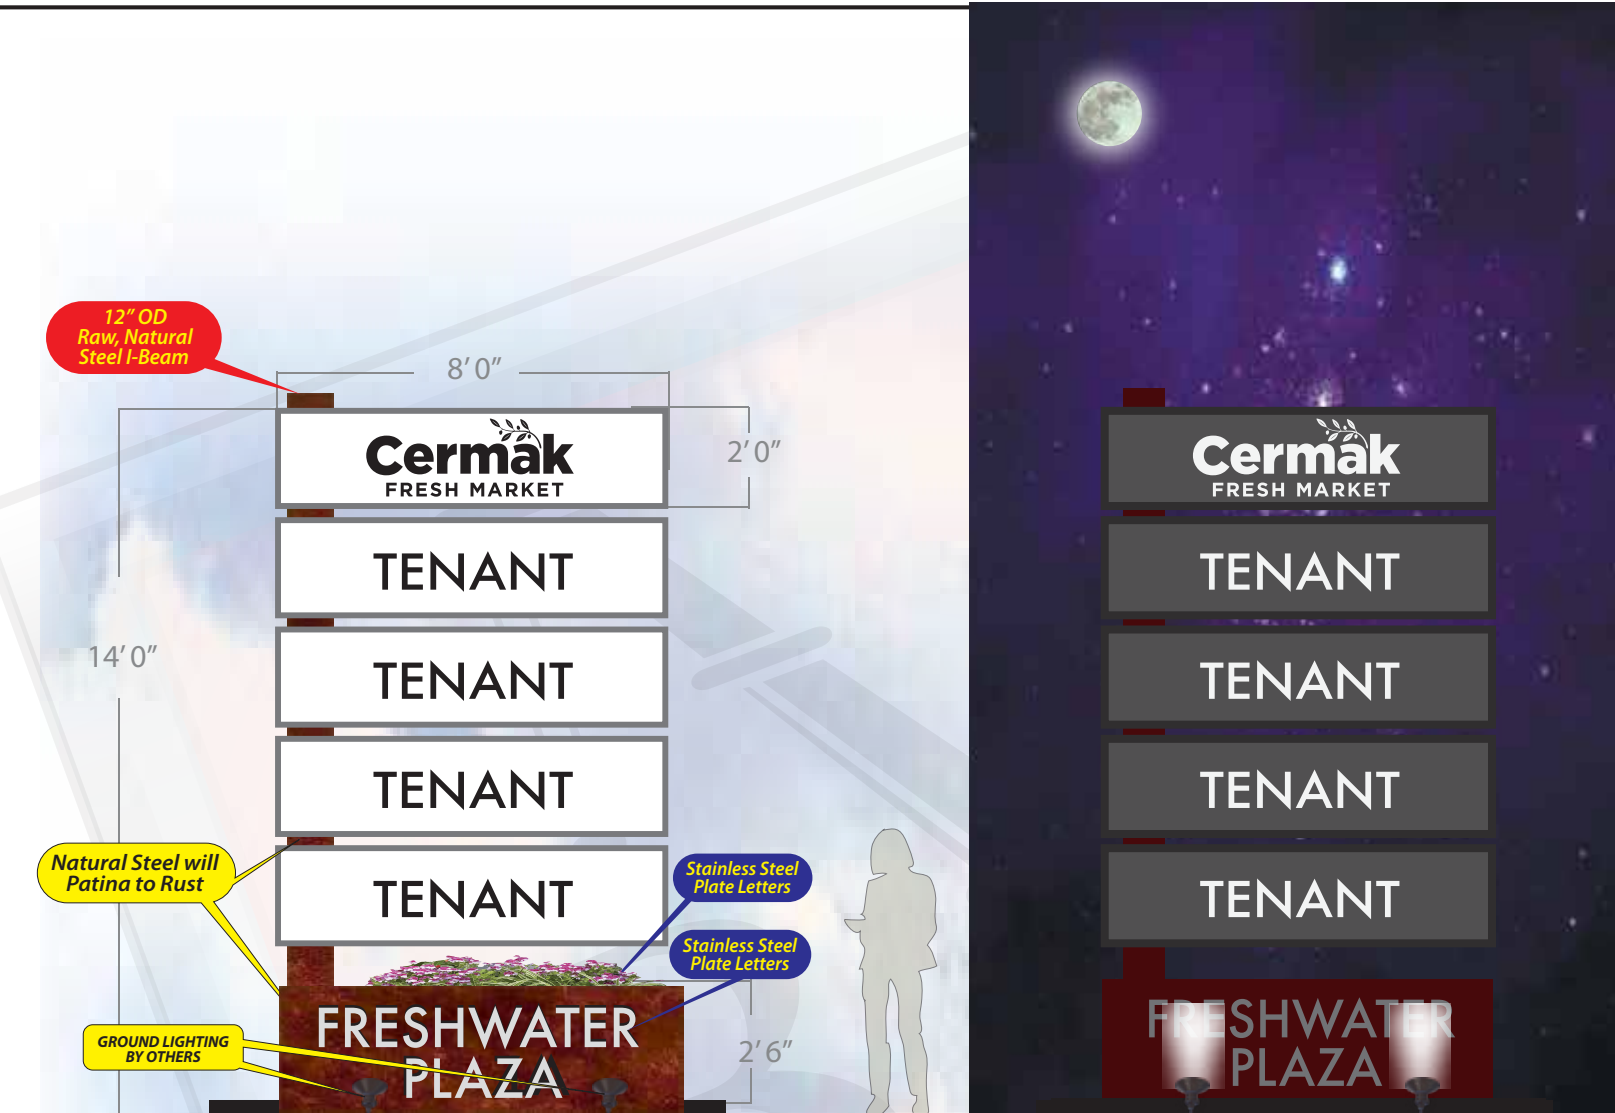 12” OD
Raw, Natural
Steel I-Beam
8’ 0”
2’ 0”
14’ 0”
Cermak
FRESH MARKET
TENANT
TENANT
TENANT
TENANT
Natural Steel will
Patina to Rust
Stainless Steel
Plate Letters
Stainless Steel
Plate Letters
FRESHWATER
PLAZA
GROUND LIGHTING
BY OTHERS
2’ 6”
Cermak
FRESH MARKET
TENANT
TENANT
TENANT
TENANT
FRESHWATER
PLAZA